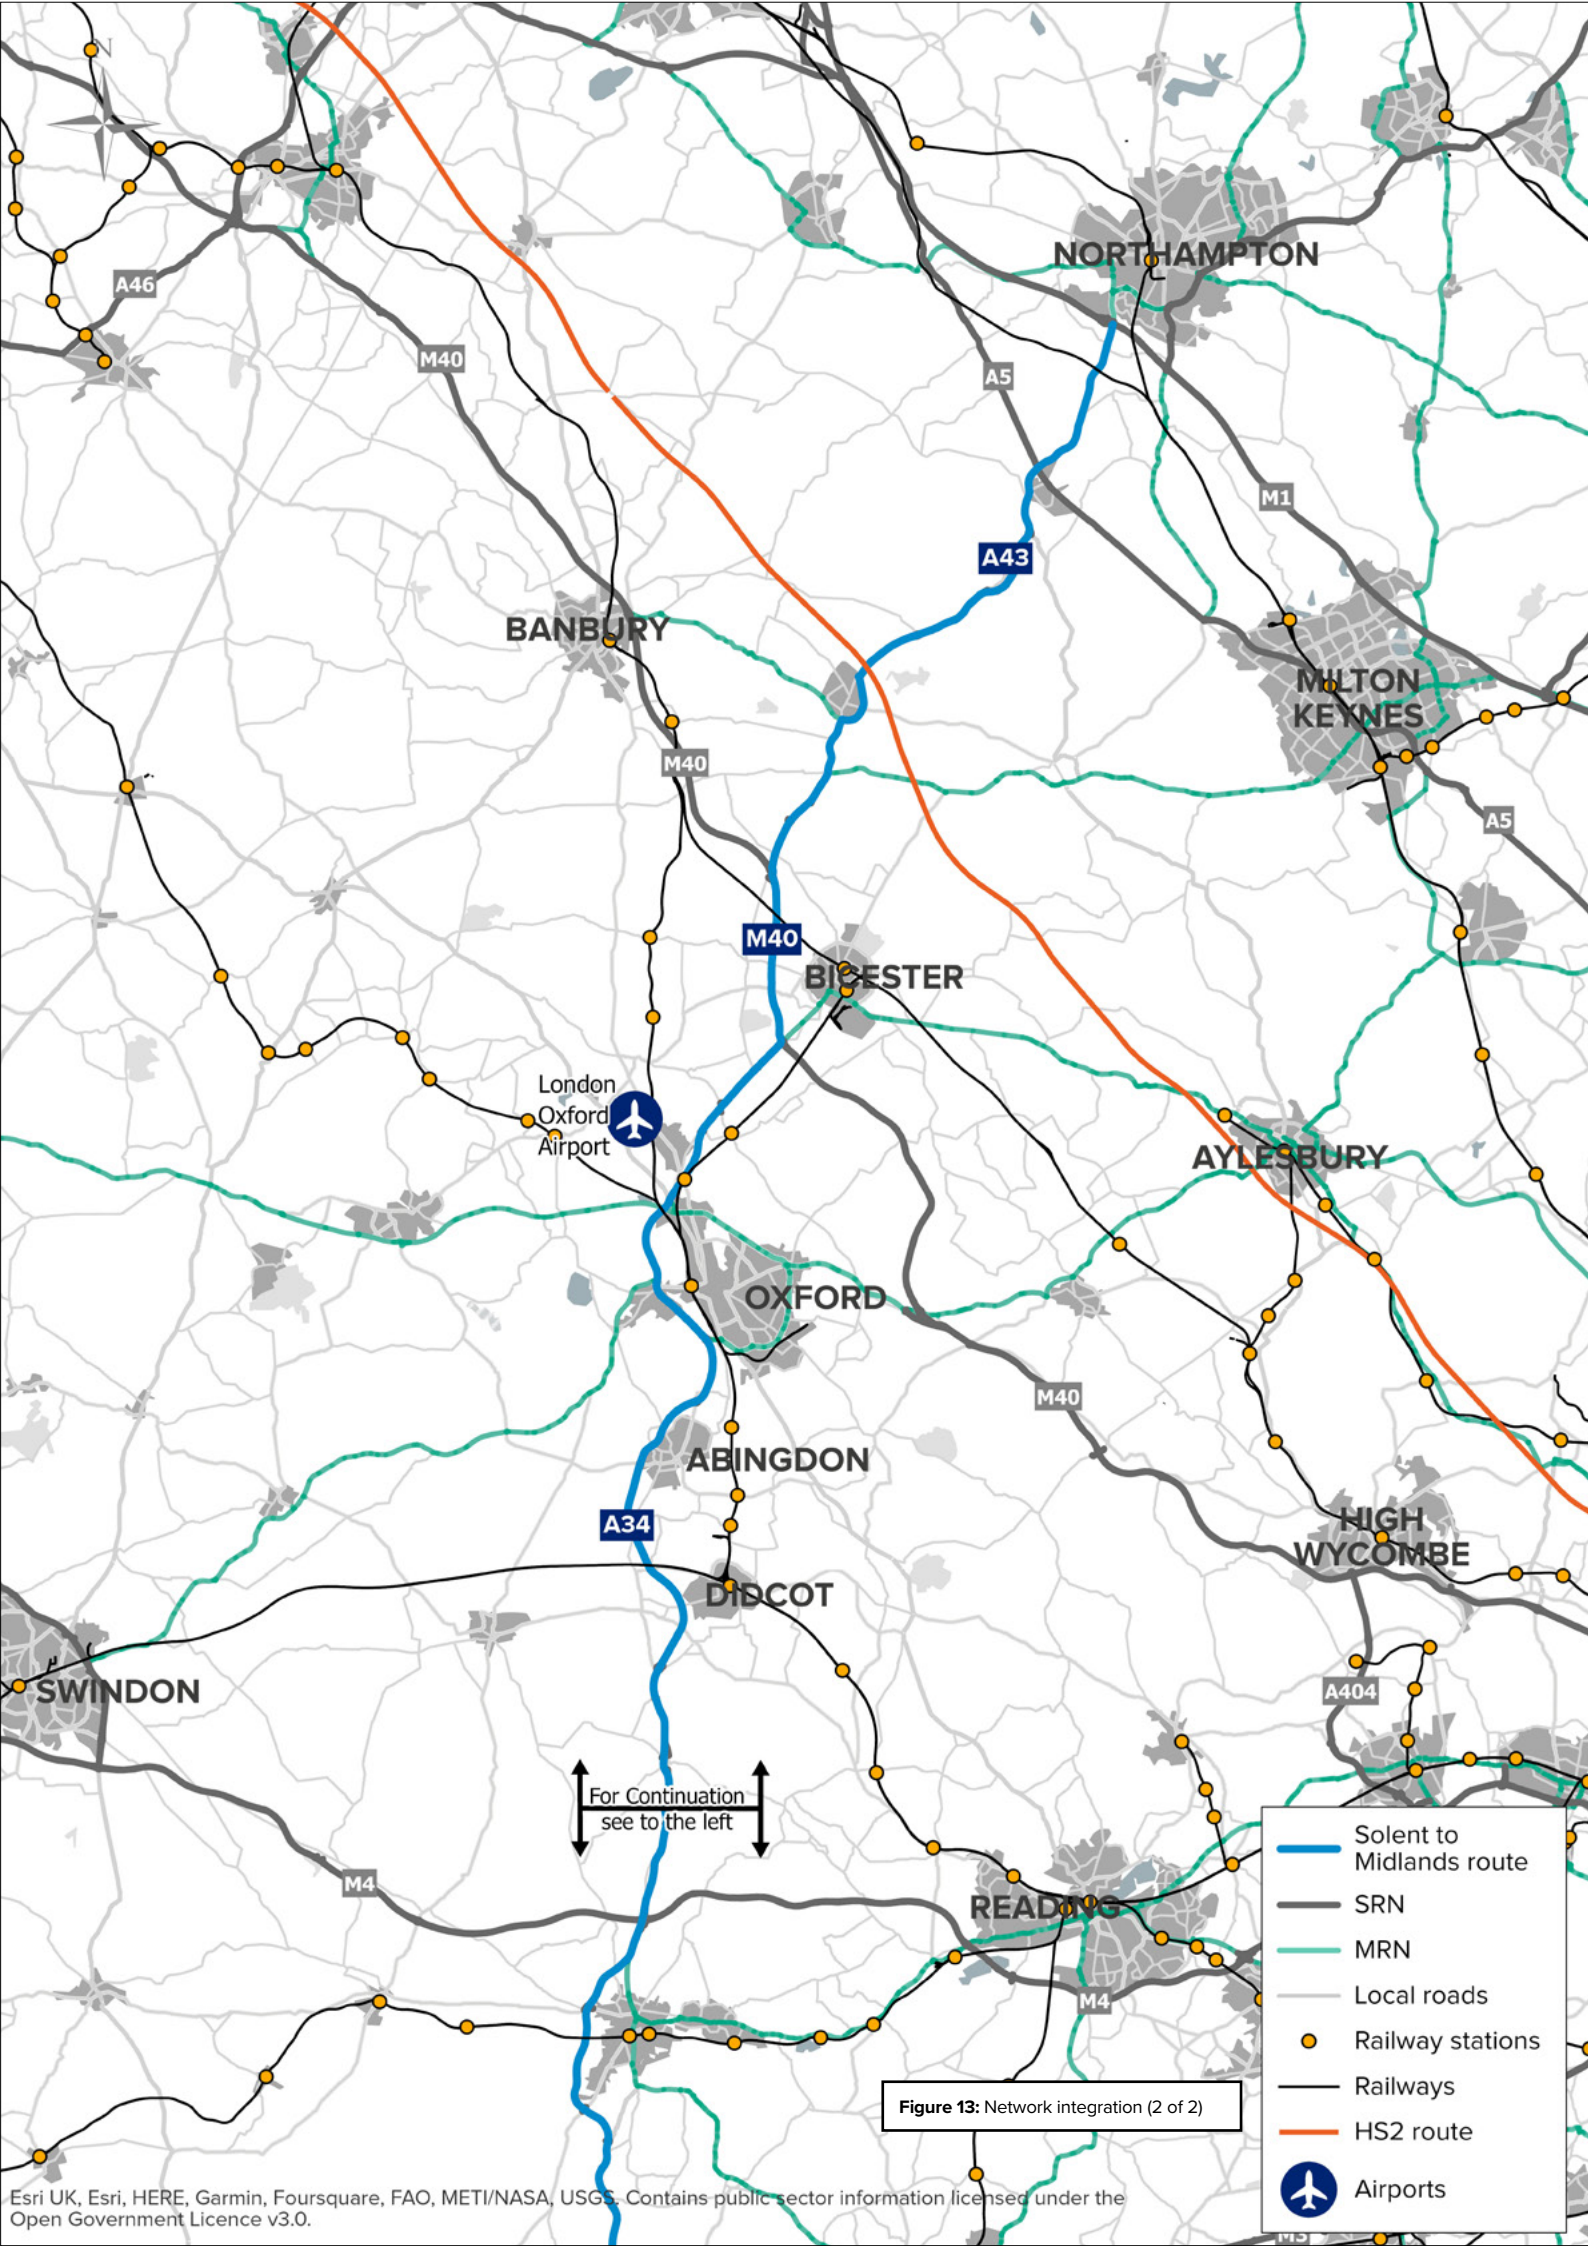 N
A46
NORTHAMPTON
M40
A5
M1
A43
BANBURY
MILTON
KEYNES
M40
A5
M40
BICESTER
London
Oxford
Airport
AYLESBURY
OXFORD
M40
ABINGDON
A34
HIGH
WYCOMBE
DIDCOT
SWINDON
A404
For Continuation
see to the left
M4
READING
M4
Solent to
Midlands route
SRN
MRN
Local roads
Railway stations
Railways
HS2 route
Airports
Figure 13: Network integration (2 of 2)
Esri UK, Esri, HERE, Garmin, Foursquare, FAO, METI/NASA, USGS. Contains public sector information licensed under the
Open Government Licence v3.0.
M3